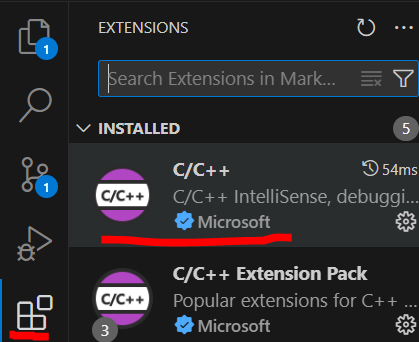 EXTENSIONS
1
Search Extensions in Mark...
INSTALLED
5
1
C/C++
C/C++
54ms
C/C++ IntelliSense, debuggi...
Microsoft
C/C++
C/C++ Extension Pack
Popular extensions for C++ ...
3
Microsoft